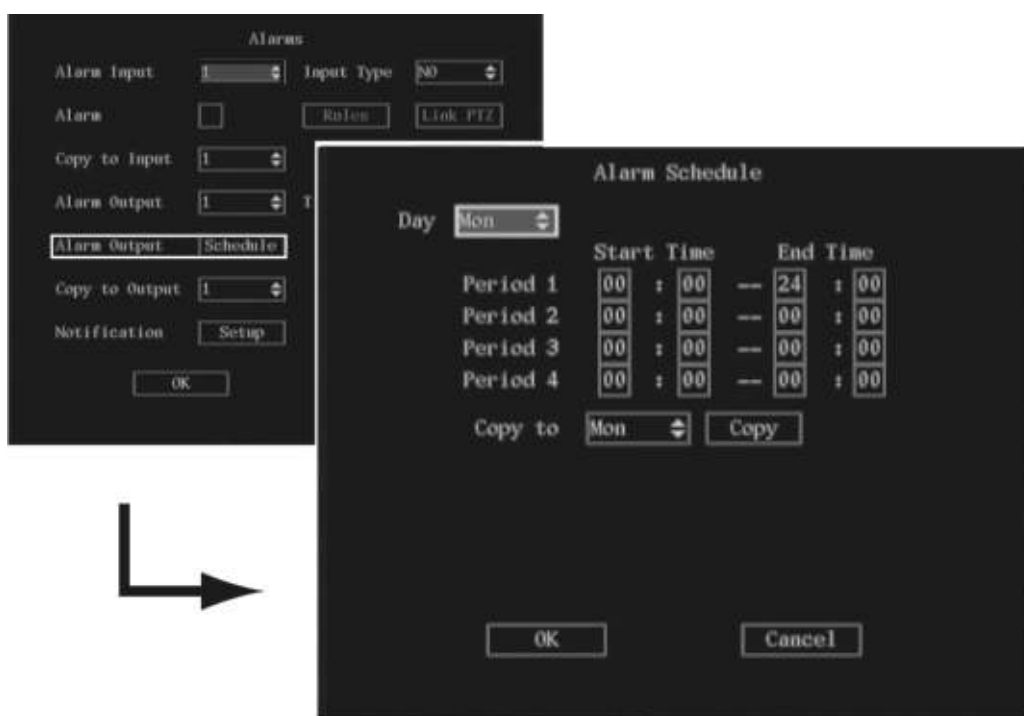 Alarms
Alarm Input 1 Input Type NO
Alarm Rules Link PTZ
Copy to Input 1
Alarm Output 1 T
Alarm Output Schedule
Copy to Output 1
Notification Setup
OK
Alarm Schedule
Day Mon
Start Time End Time
Period 1 00 : 00 -- 24 : 00
Period 2 00 : 00 -- 00 : 00
Period 3 00 : 00 -- 00 : 00
Period 4 00 : 00 -- 00 : 00
Copy to Mon Copy
OK Cancel